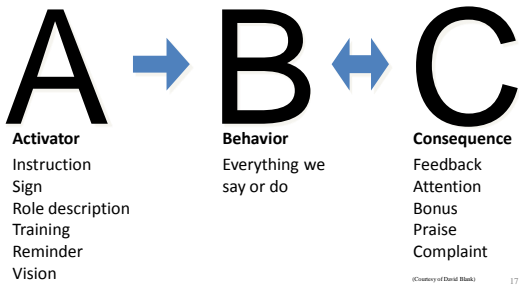 A
B
C
Activator
Instruction
Sign
Role description
Training
Reminder
Vision
Behavior
Everything we
say or do
Consequence
Feedback
Attention
Bonus
Praise
Complaint
(Courtesy of David Blank)
17